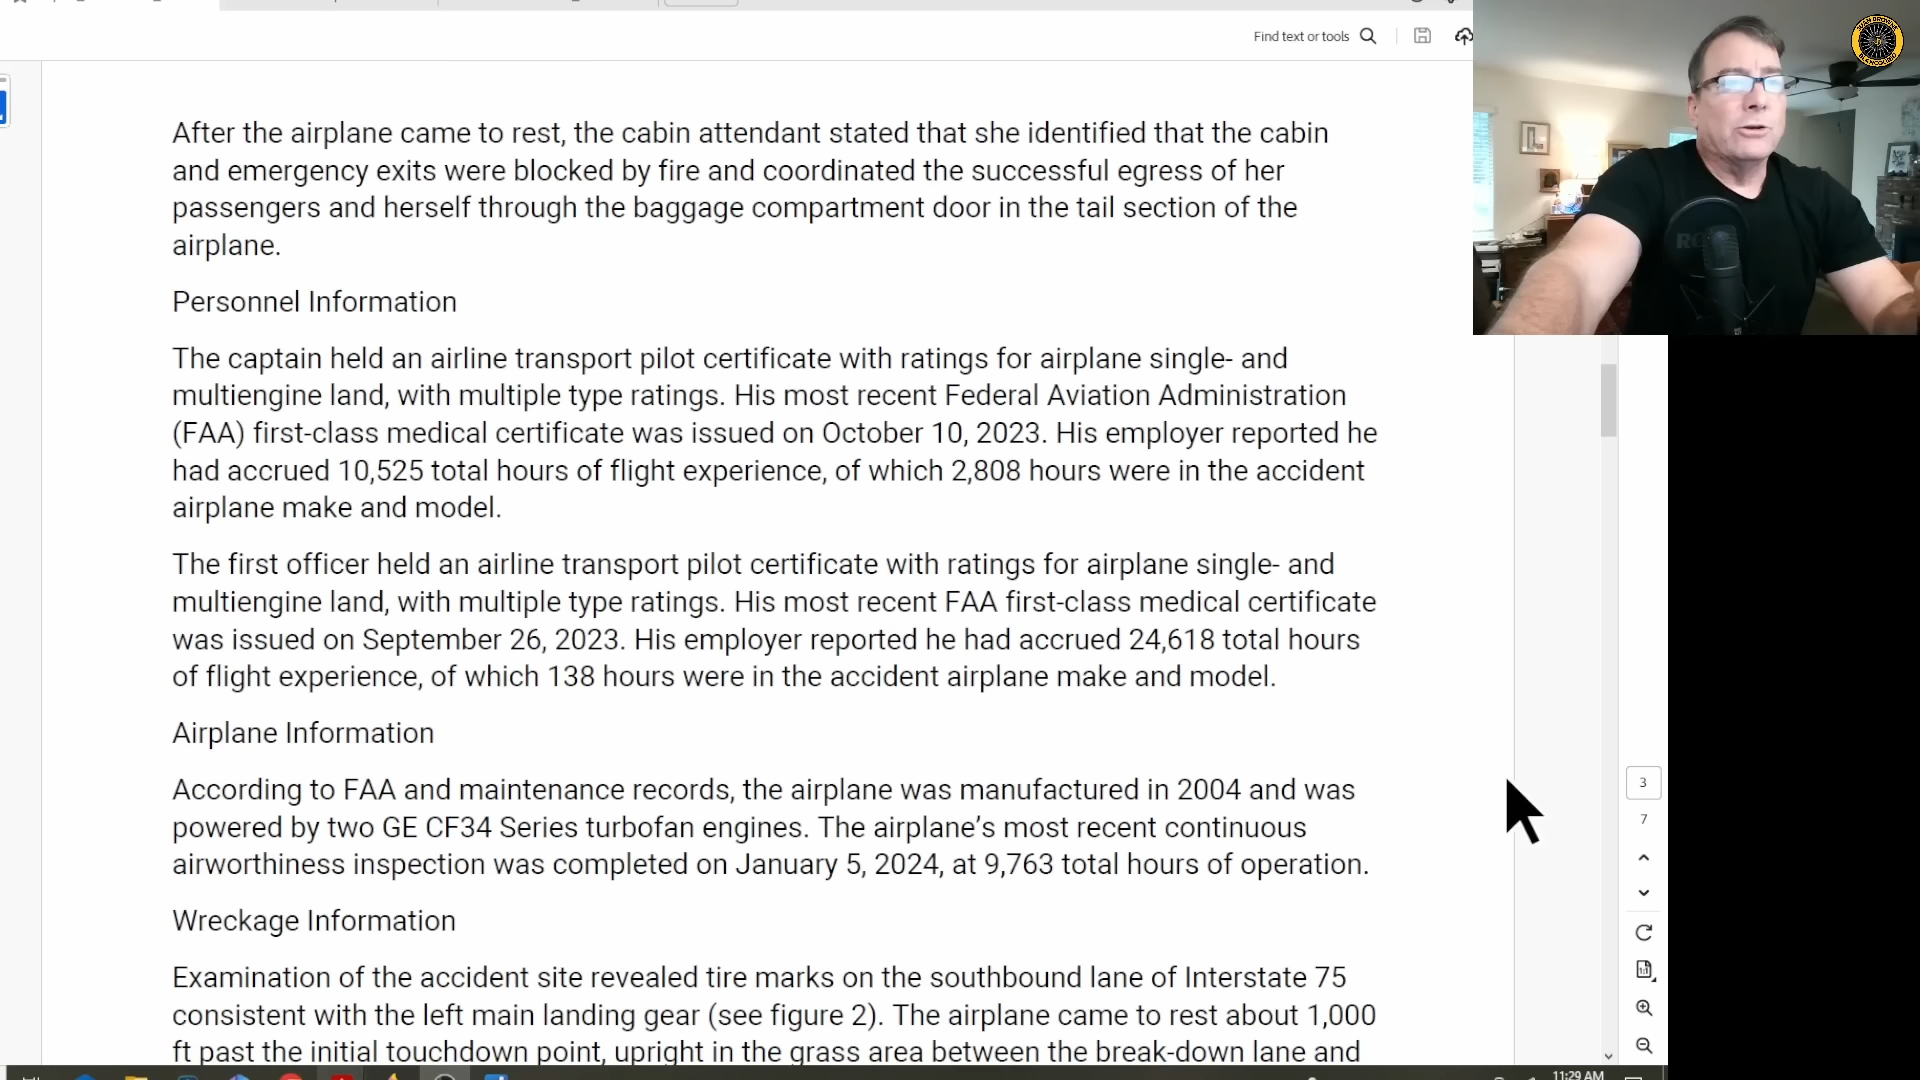 Find text or tools
After the airplane came to rest, the cabin attendant stated that she identified that the cabin
and emergency exits were blocked by fire and coordinated the successful egress of her
passengers and herself through the baggage compartment door in the tail section of the
airplane.
Personnel Information
The captain held an airline transport pilot certificate with ratings for airplane single- and
multiengine land, with multiple type ratings. His most recent Federal Aviation Administration
(FAA) first-class medical certificate was issued on October 10, 2023. His employer reported he
had accrued 10,525 total hours of flight experience, of which 2,808 hours were in the accident
airplane make and model.
The first officer held an airline transport pilot certificate with ratings for airplane single- and
multiengine land, with multiple type ratings. His most recent FAA first-class medical certificate
was issued on September 26, 2023. His employer reported he had accrued 24,618 total hours
of flight experience, of which 138 hours were in the accident airplane make and model.
Airplane Information
According to FAA and maintenance records, the airplane was manufactured in 2004 and was
powered by two GE CF34 Series turbofan engines. The airplane’s most recent continuous
airworthiness inspection was completed on January 5, 2024, at 9,763 total hours of operation.
Wreckage Information
Examination of the accident site revealed tire marks on the southbound lane of Interstate 75
consistent with the left main landing gear (see figure 2). The airplane came to rest about 1,000
ft past the initial touchdown point, upright in the grass area between the break-down lane and
3
7
11:29 AM